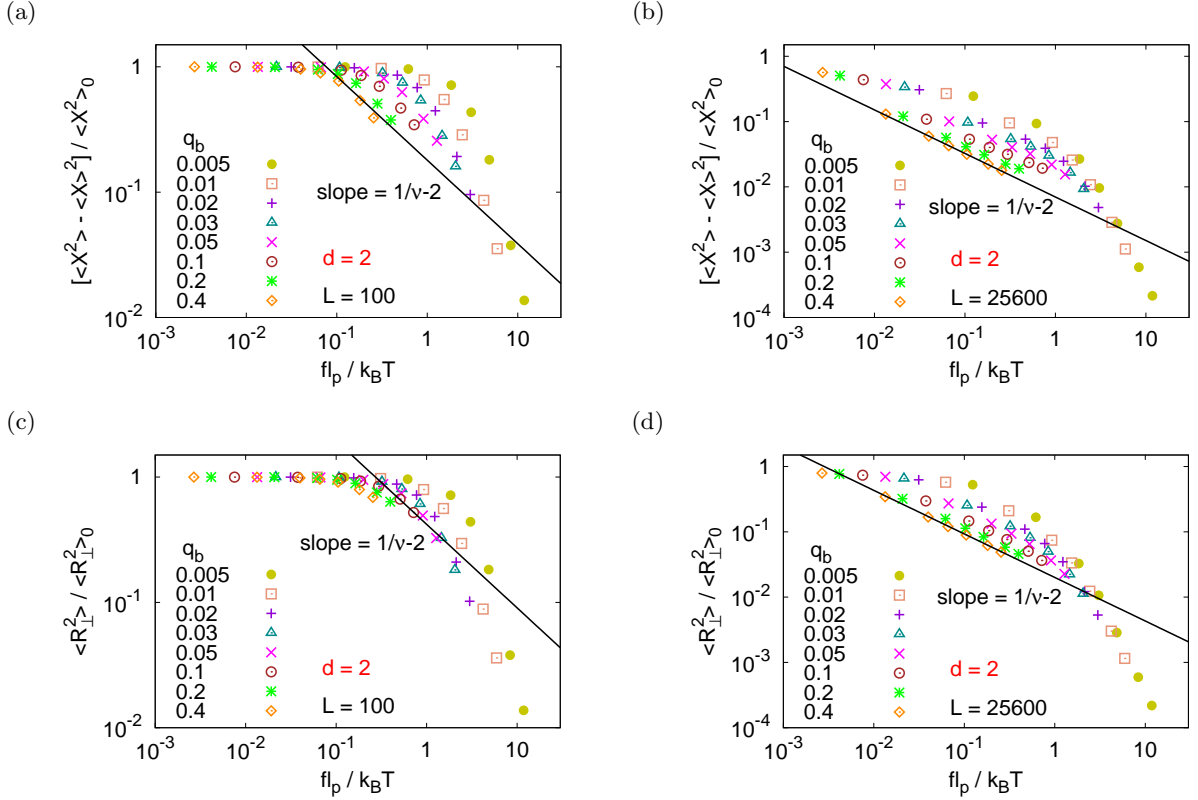 (a)
[<X²> - <X>²] / <X²>₀
1
10⁻¹
10⁻²
q_b
0.005
0.01
0.02
0.03
0.05
0.1
0.2
0.4
slope = 1/ν-2
d = 2
L = 100
10⁻³ 10⁻² 10⁻¹ 1 10
fl_p / k_BT
(b)
[<X²> - <X>²] / <X²>₀
1
10⁻¹
10⁻²
10⁻³
10⁻⁴
q_b
0.005
0.01
0.02
0.03
0.05
0.1
0.2
0.4
slope = 1/ν-2
d = 2
L = 25600
10⁻³ 10⁻² 10⁻¹ 1 10
fl_p / k_BT
(c)
<R²_⊥> / <R²_⊥>₀
1
10⁻¹
10⁻²
q_b
0.005
0.01
0.02
0.03
0.05
0.1
0.2
0.4
slope = 1/ν-2
d = 2
L = 100
10⁻³ 10⁻² 10⁻¹ 1 10
fl_p / k_BT
(d)
<R²_⊥> / <R²_⊥>₀
1
10⁻¹
10⁻²
10⁻³
10⁻⁴
q_b
0.005
0.01
0.02
0.03
0.05
0.1
0.2
0.4
slope = 1/ν-2
d = 2
L = 25600
10⁻³ 10⁻² 10⁻¹ 1 10
fl_p / k_BT